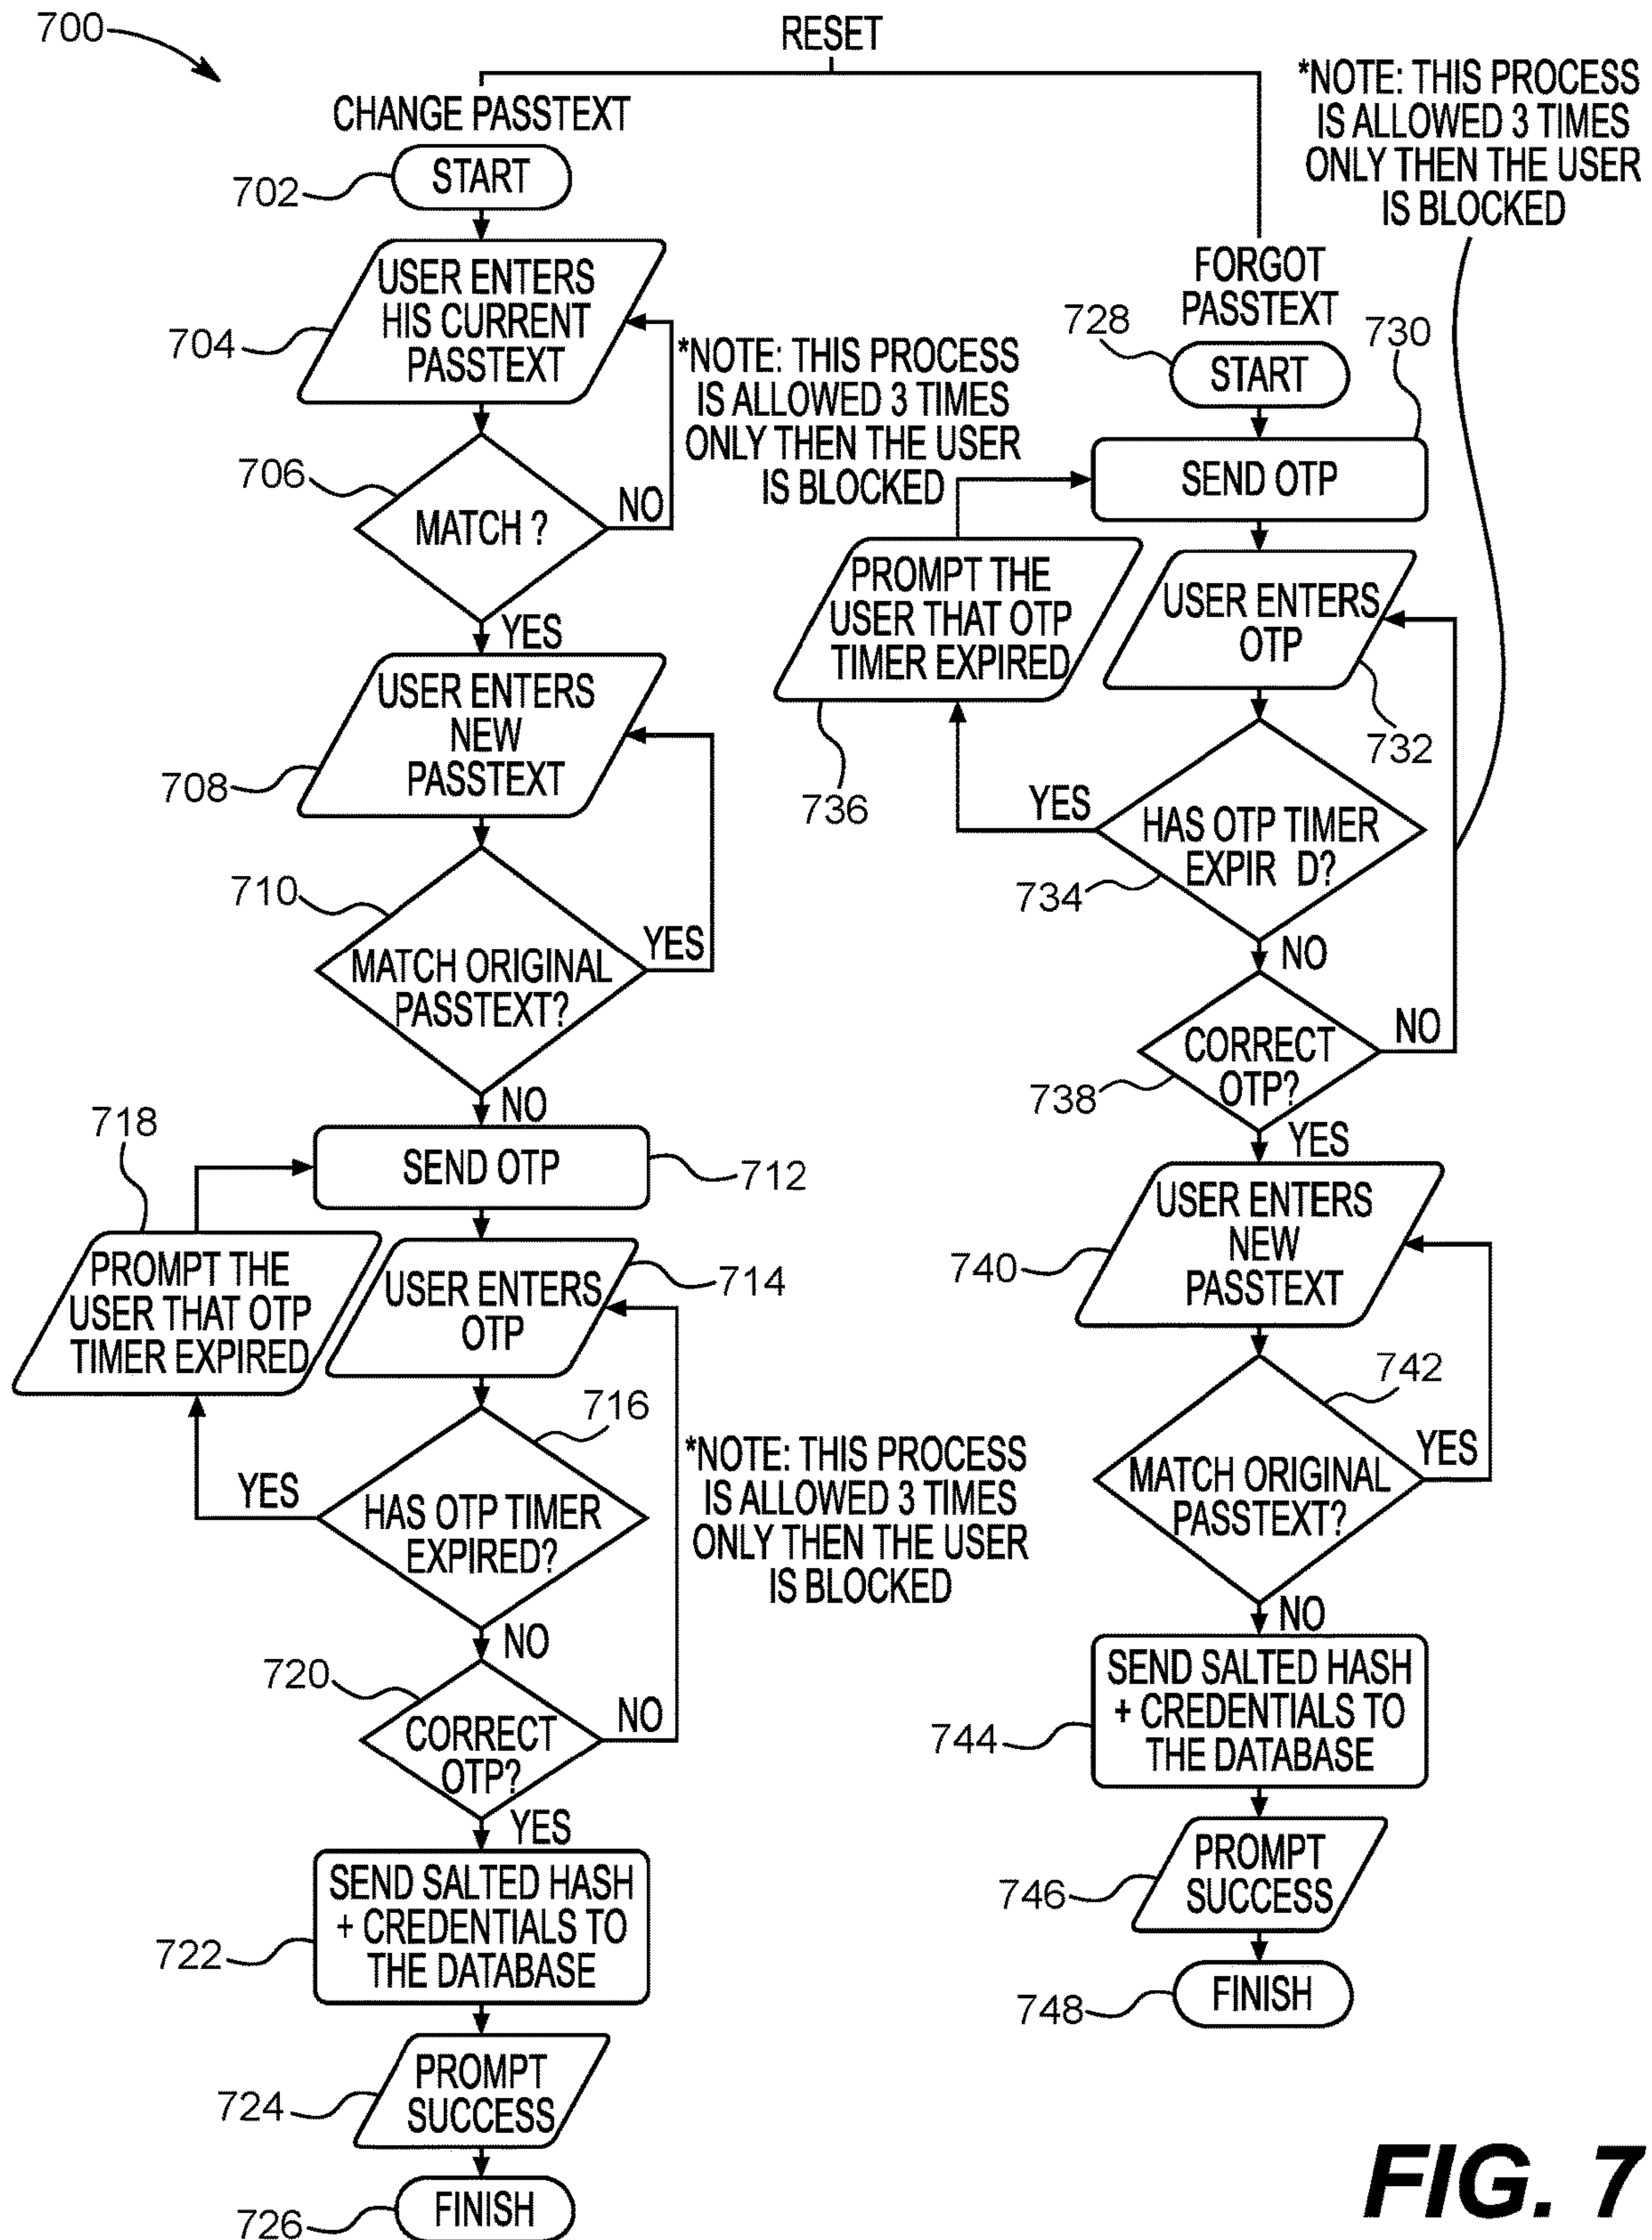 700
RESET
CHANGE PASSTEXT
702
START
704
USER ENTERS
HIS CURRENT
PASSTEXT
*NOTE: THIS PROCESS
IS ALLOWED 3 TIMES
ONLY THEN THE USER
IS BLOCKED
706
MATCH ?
NO
YES
708
USER ENTERS
NEW
PASSTEXT
710
MATCH ORIGINAL
PASSTEXT?
YES
NO
712
SEND OTP
718
PROMPT THE
USER THAT OTP
TIMER EXPIRED
714
USER ENTERS
OTP
716
HAS OTP TIMER
EXPIRED?
YES
NO
*NOTE: THIS PROCESS
IS ALLOWED 3 TIMES
ONLY THEN THE USER
IS BLOCKED
720
CORRECT
OTP?
NO
YES
722
SEND SALTED HASH
+ CREDENTIALS TO
THE DATABASE
724
PROMPT
SUCCESS
726
FINISH
*NOTE: THIS PROCESS
IS ALLOWED 3 TIMES
ONLY THEN THE USER
IS BLOCKED
FORGOT
PASSTEXT
728
START
730
SEND OTP
736
PROMPT THE
USER THAT OTP
TIMER EXPIRED
732
USER ENTERS
OTP
734
HAS OTP TIMER
EXPIR D?
YES
NO
738
CORRECT
OTP?
NO
YES
740
USER ENTERS
NEW
PASSTEXT
742
MATCH ORIGINAL
PASSTEXT?
YES
NO
744
SEND SALTED HASH
+ CREDENTIALS TO
THE DATABASE
746
PROMPT
SUCCESS
748
FINISH
FIG. 7